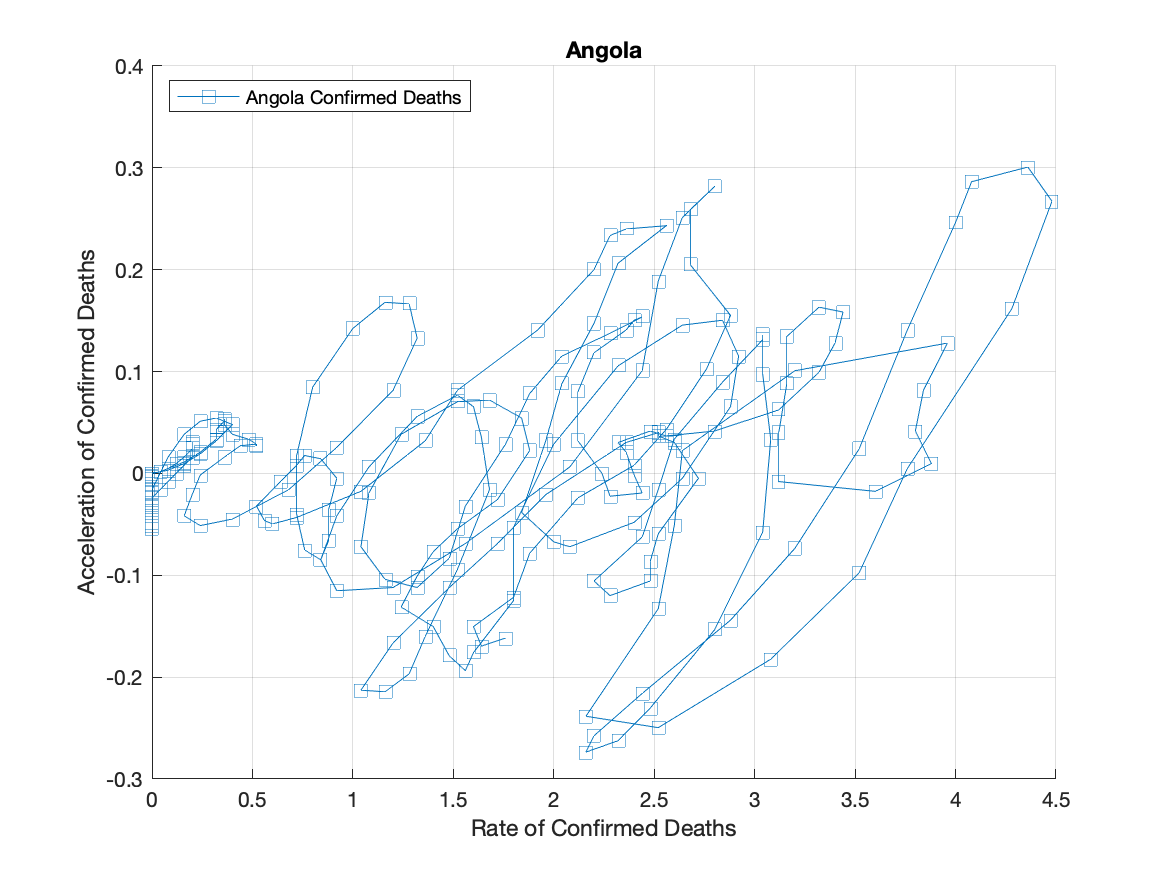 Angola
Angola Confirmed Deaths
Acceleration of Confirmed Deaths
0.4
0.3
0.2
0.1
0
-0.1
-0.2
-0.3
0 0.5 1 1.5 2 2.5 3 3.5 4 4.5
Rate of Confirmed Deaths